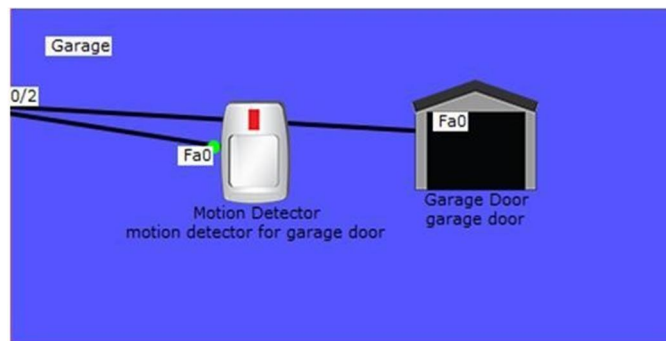 Garage
0/2
Fa0
Fa0
Motion Detector
motion detector for garage door
Garage Door
garage door